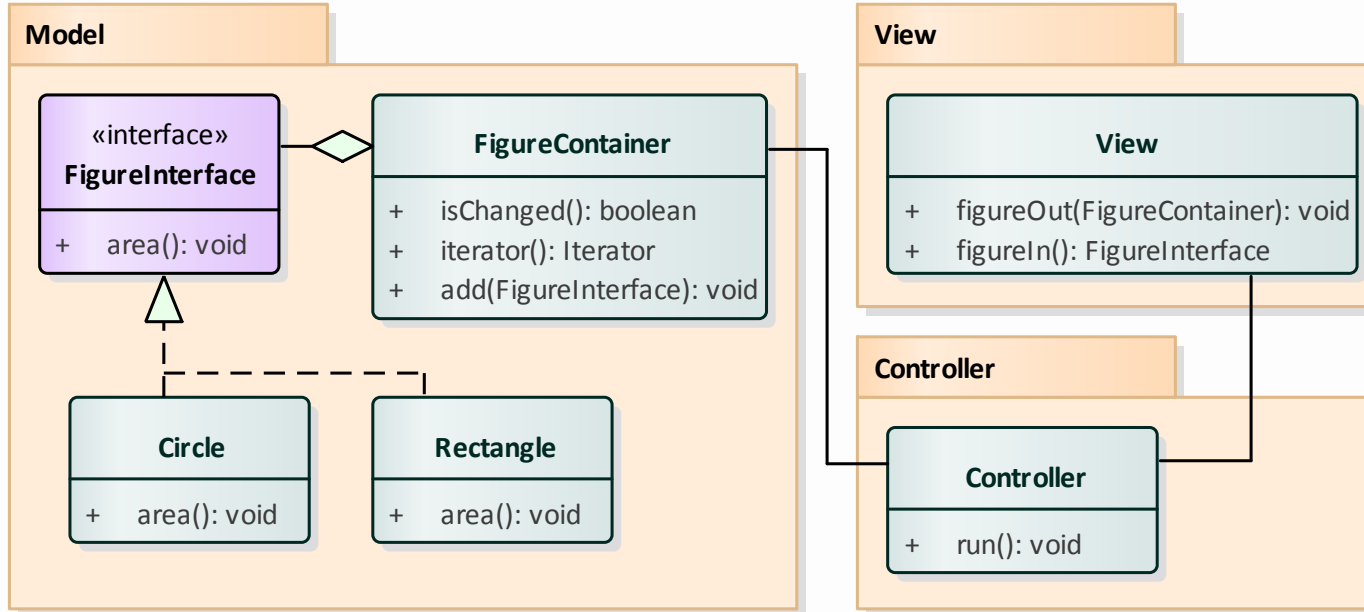 Model
«interface»
FigureInterface
+ area(): void
FigureContainer
+ isChanged(): boolean
+ iterator(): Iterator
+ add(FigureInterface): void
Circle
+ area(): void
Rectangle
+ area(): void
View
View
+ figureOut(FigureContainer): void
+ figureIn(): FigureInterface
Controller
Controller
+ run(): void